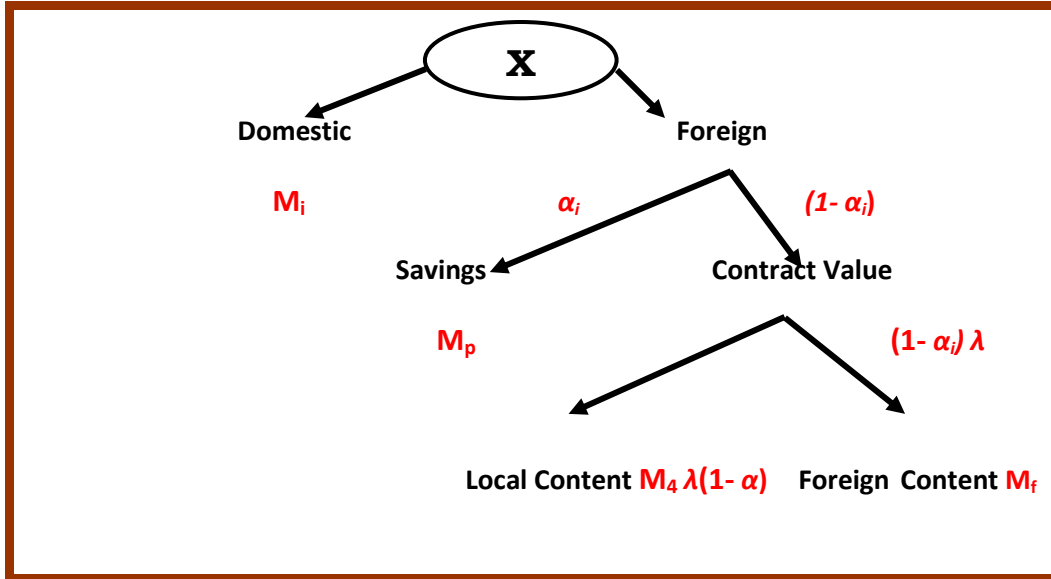 X
Domestic Foreign
Mi αi (1- αi)
Savings Contract Value
Mp (1- αi) λ
Local Content M4 λ(1- α) Foreign Content Mf